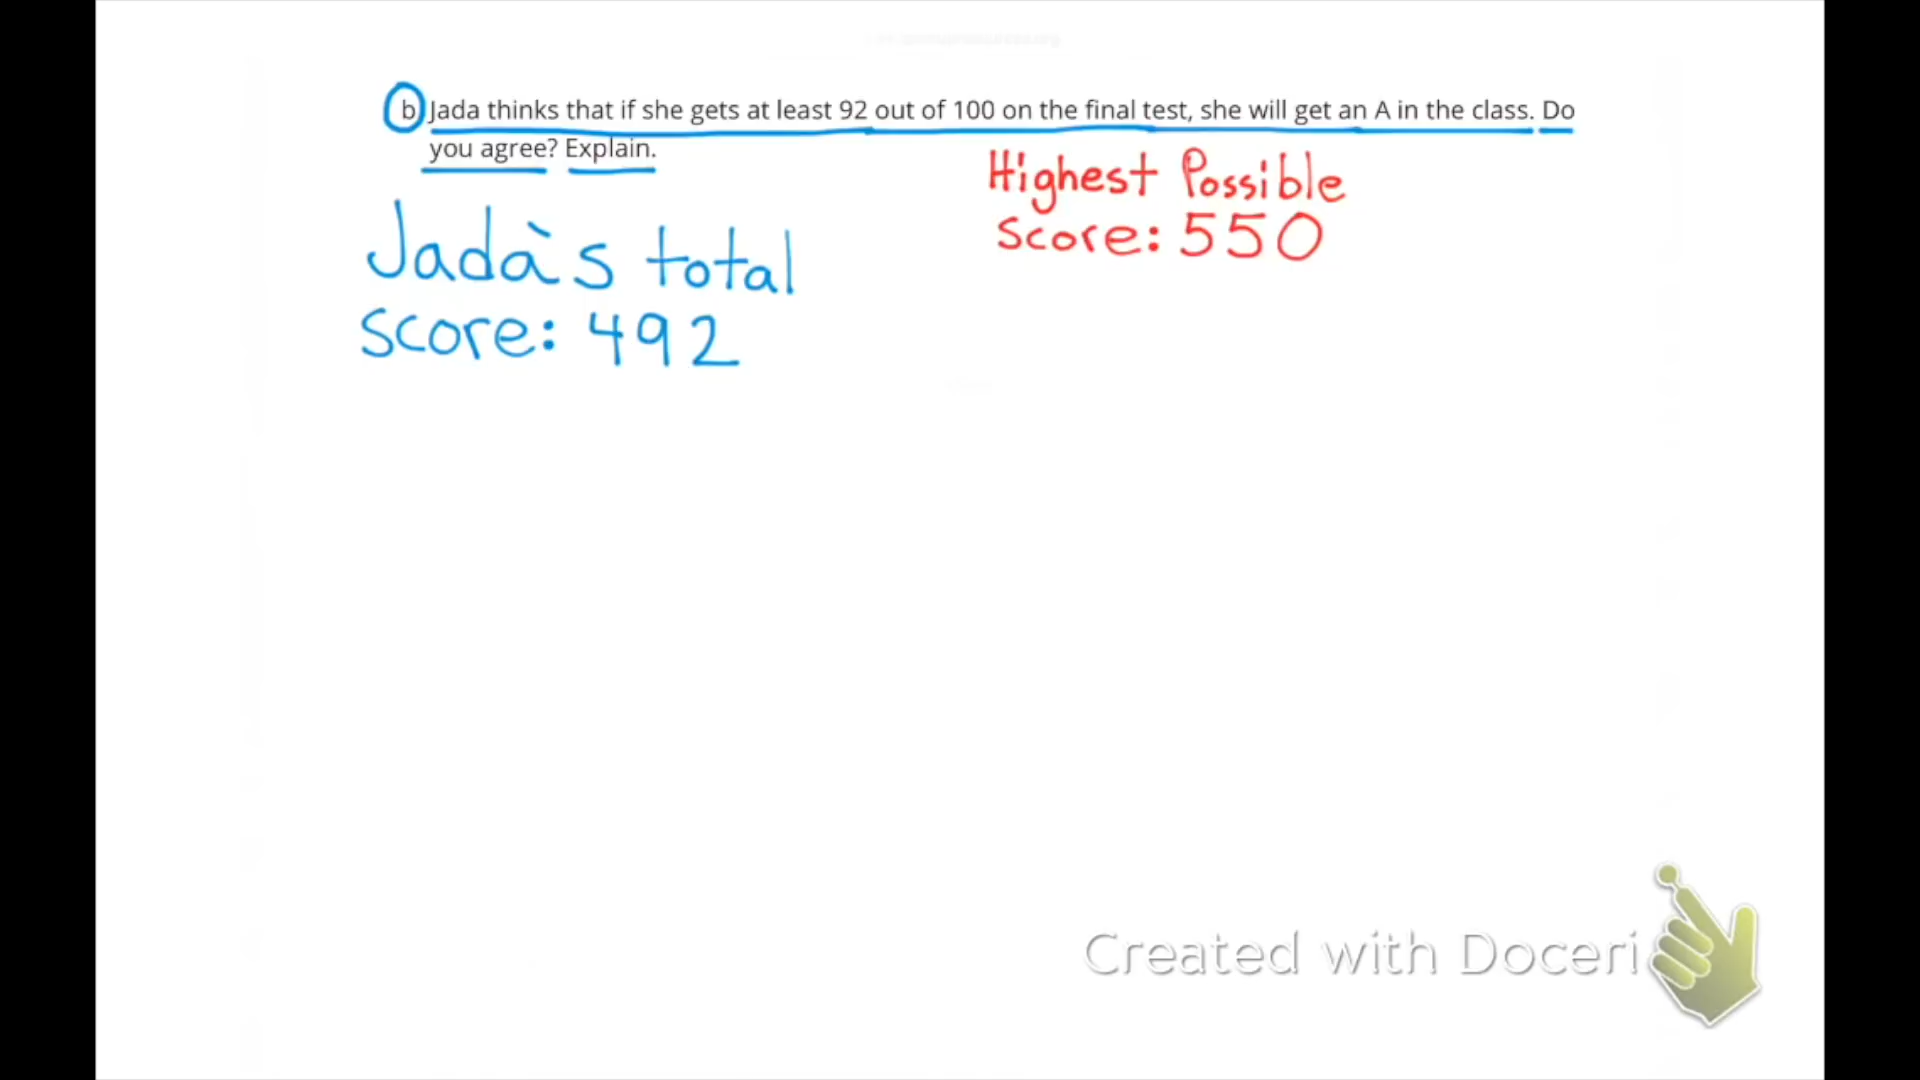 b Jada thinks that if she gets at least 92 out of 100 on the final test, she will get an A in the class. Do
you agree? Explain.
Highest Possible
score: 550
Jada`s total
score: 492
Created with Doceri